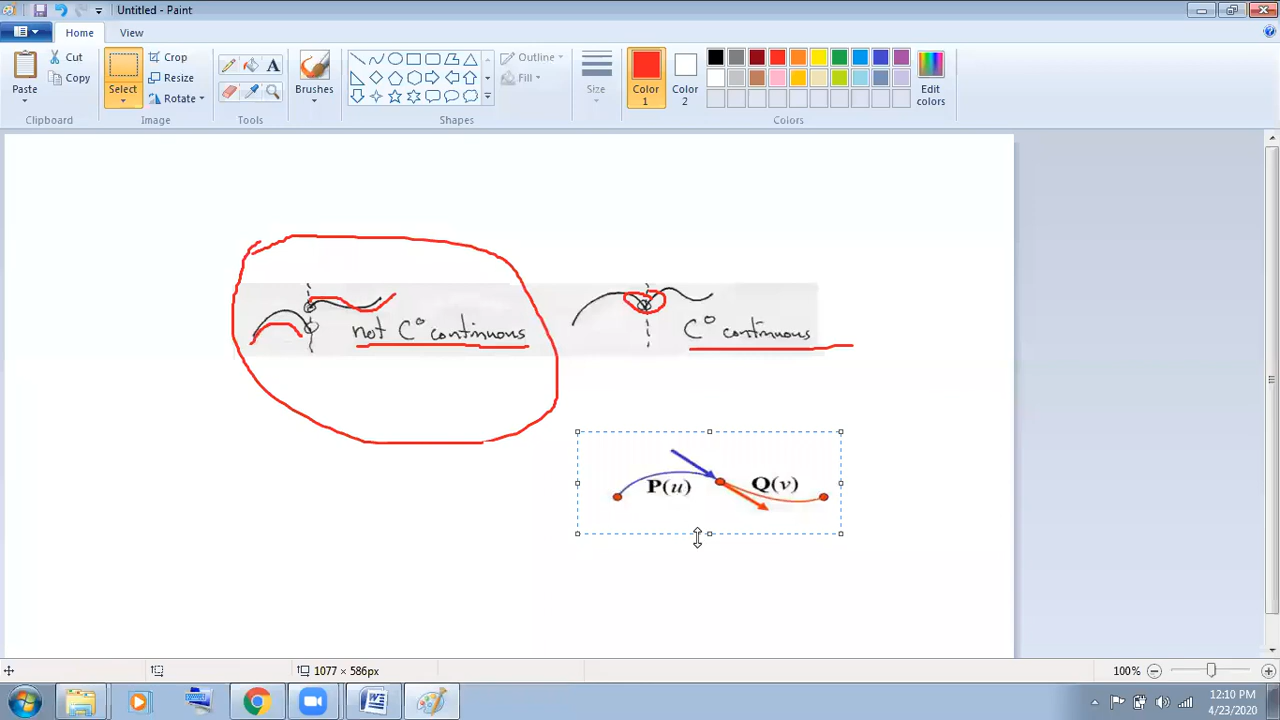 Untitled - Paint
Home
View
Paste
Cut
Copy
Clipboard
Select
Crop
Resize
Rotate
Image
Tools
Brushes
Shapes
Outline
Fill
Size
Color 1
Color 2
Edit colors
Colors
not C° continuous
C° continuous
P(u)
Q(v)
1077 × 586px
100%
12:10 PM
4/23/2020